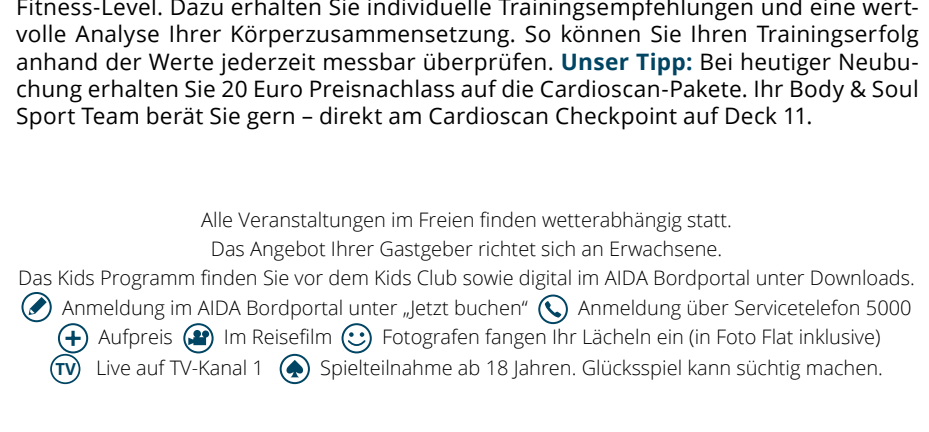 Fitness-Level. Dazu erhalten Sie individuelle Trainingsempfehlungen und eine wert-
volle Analyse Ihrer Körperzusammensetzung. So können Sie Ihren Trainingserfolg
anhand der Werte jederzeit messbar überprüfen. Unser Tipp: Bei heutiger Neubu-
chung erhalten Sie 20 Euro Preisnachlass auf die Cardioscan-Pakete. Ihr Body & Soul
Sport Team berät Sie gern – direkt am Cardioscan Checkpoint auf Deck 11.
Alle Veranstaltungen im Freien finden wetterabhängig statt.
Das Angebot Ihrer Gastgeber richtet sich an Erwachsene.
Das Kids Programm finden Sie vor dem Kids Club sowie digital im AIDA Bordportal unter Downloads.
Anmeldung im AIDA Bordportal unter „Jetzt buchen“ Anmeldung über Servicetelefon 5000
Aufpreis Im Reisefilm Fotografen fangen Ihr Lächeln ein (in Foto Flat inklusive)
TV Live auf TV-Kanal 1 Spielteilnahme ab 18 Jahren. Glücksspiel kann süchtig machen.